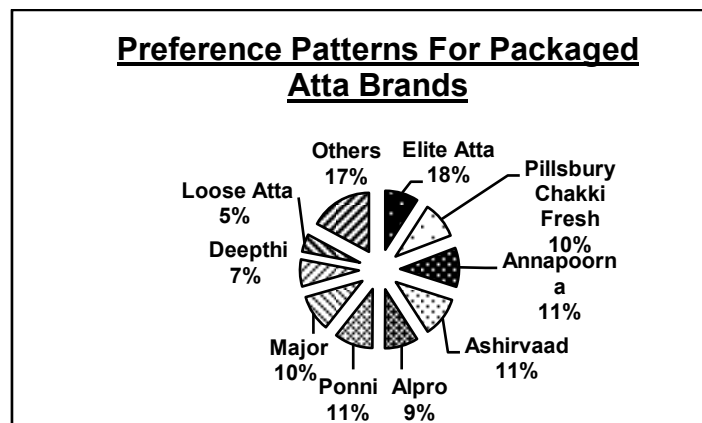 Preference Patterns For Packaged
Atta Brands
Others
17%
Elite Atta
18%
Pillsbury
Chakki
Fresh
10%
Loose Atta
5%
Deepthi
7%
Annapoorn
a
11%
Major
10%
Ponni
11%
Alpro
9%
Ashirvaad
11%